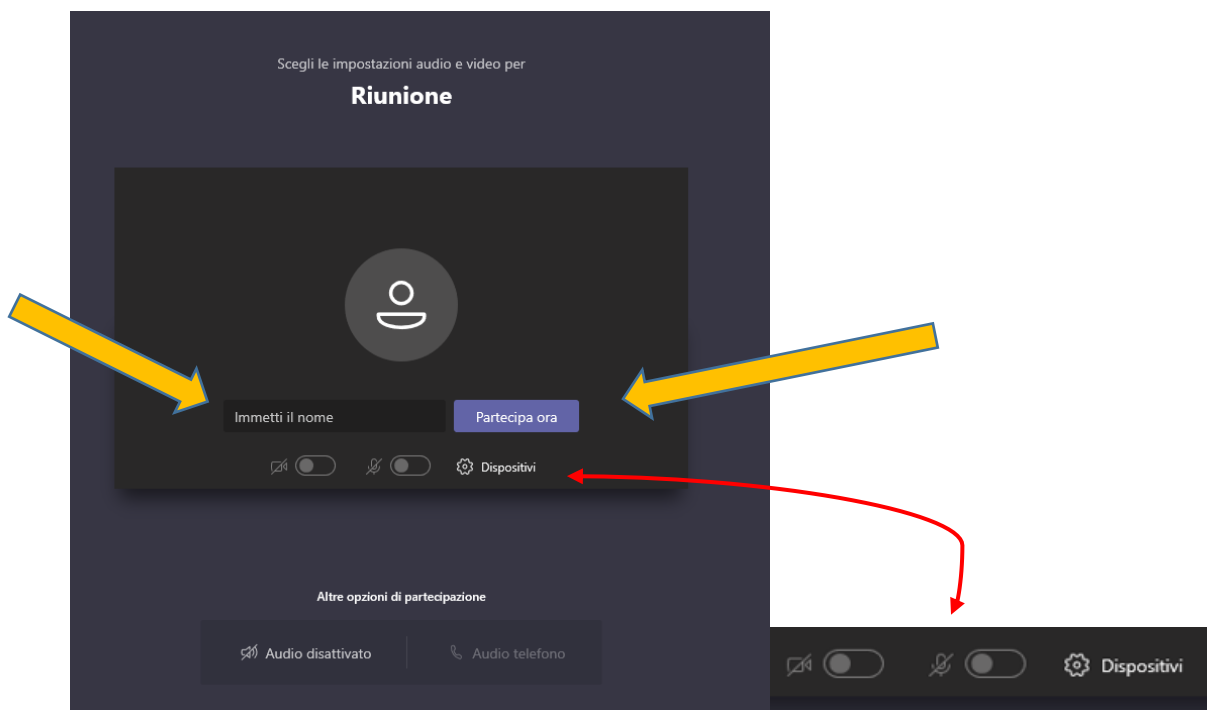 Scegli le impostazioni audio e video per
Riunione
Immetti il nome
Partecipa ora
Dispositivi
Altre opzioni di partecipazione
Audio disattivato
Audio telefono
Dispositivi